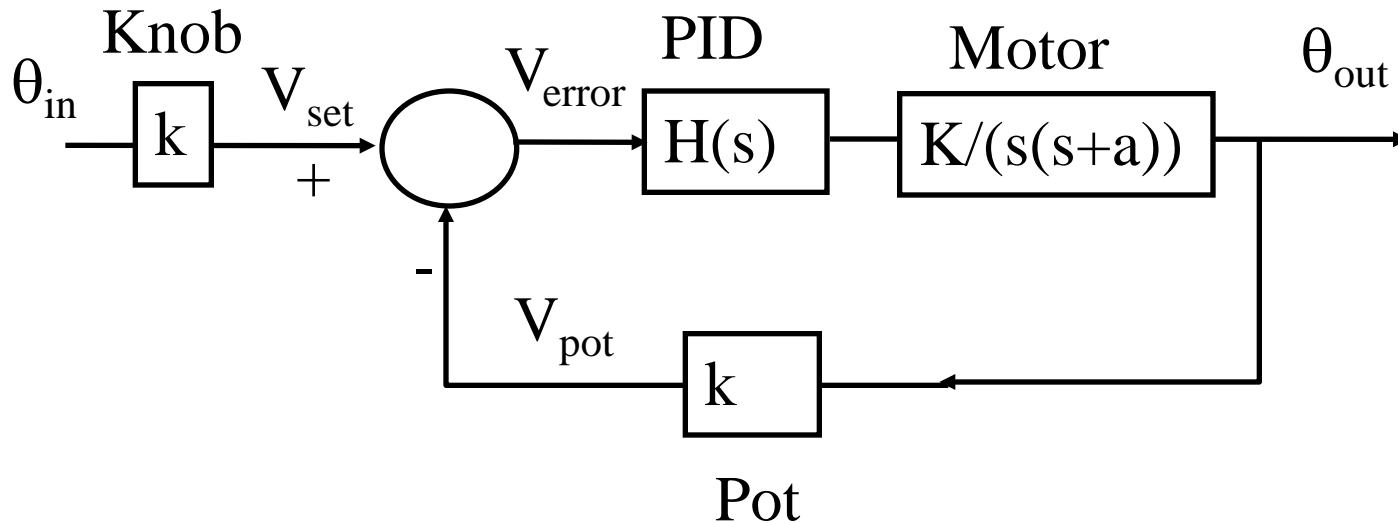 Knob
PID
Motor
θin
Vset
Verror
θout
k
H(s)
K/(s(s+a))
+
-
Vpot
k
Pot